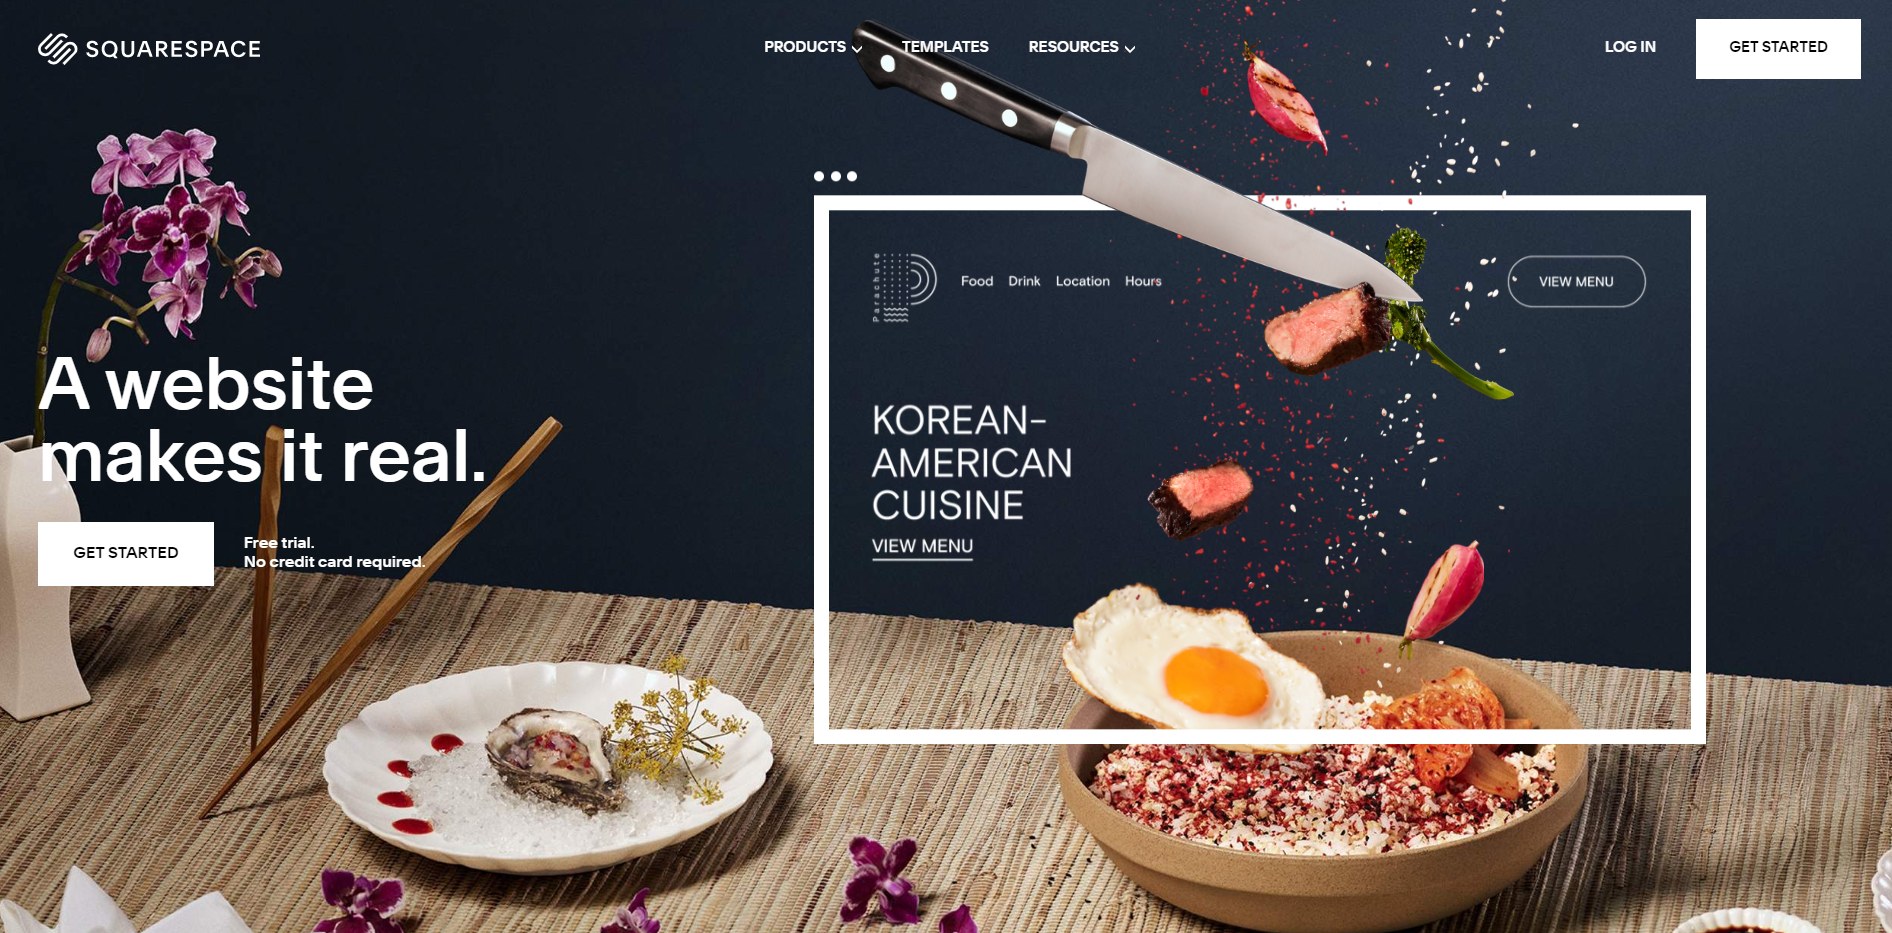 SQUARESPACE
PRODUCTS
TEMPLATES
RESOURCES
LOG IN
GET STARTED
A website
makes it real.
GET STARTED
Free trial.
No credit card required.
Parachute
Food Drink Location Hours
VIEW MENU
KOREAN–
AMERICAN
CUISINE
VIEW MENU